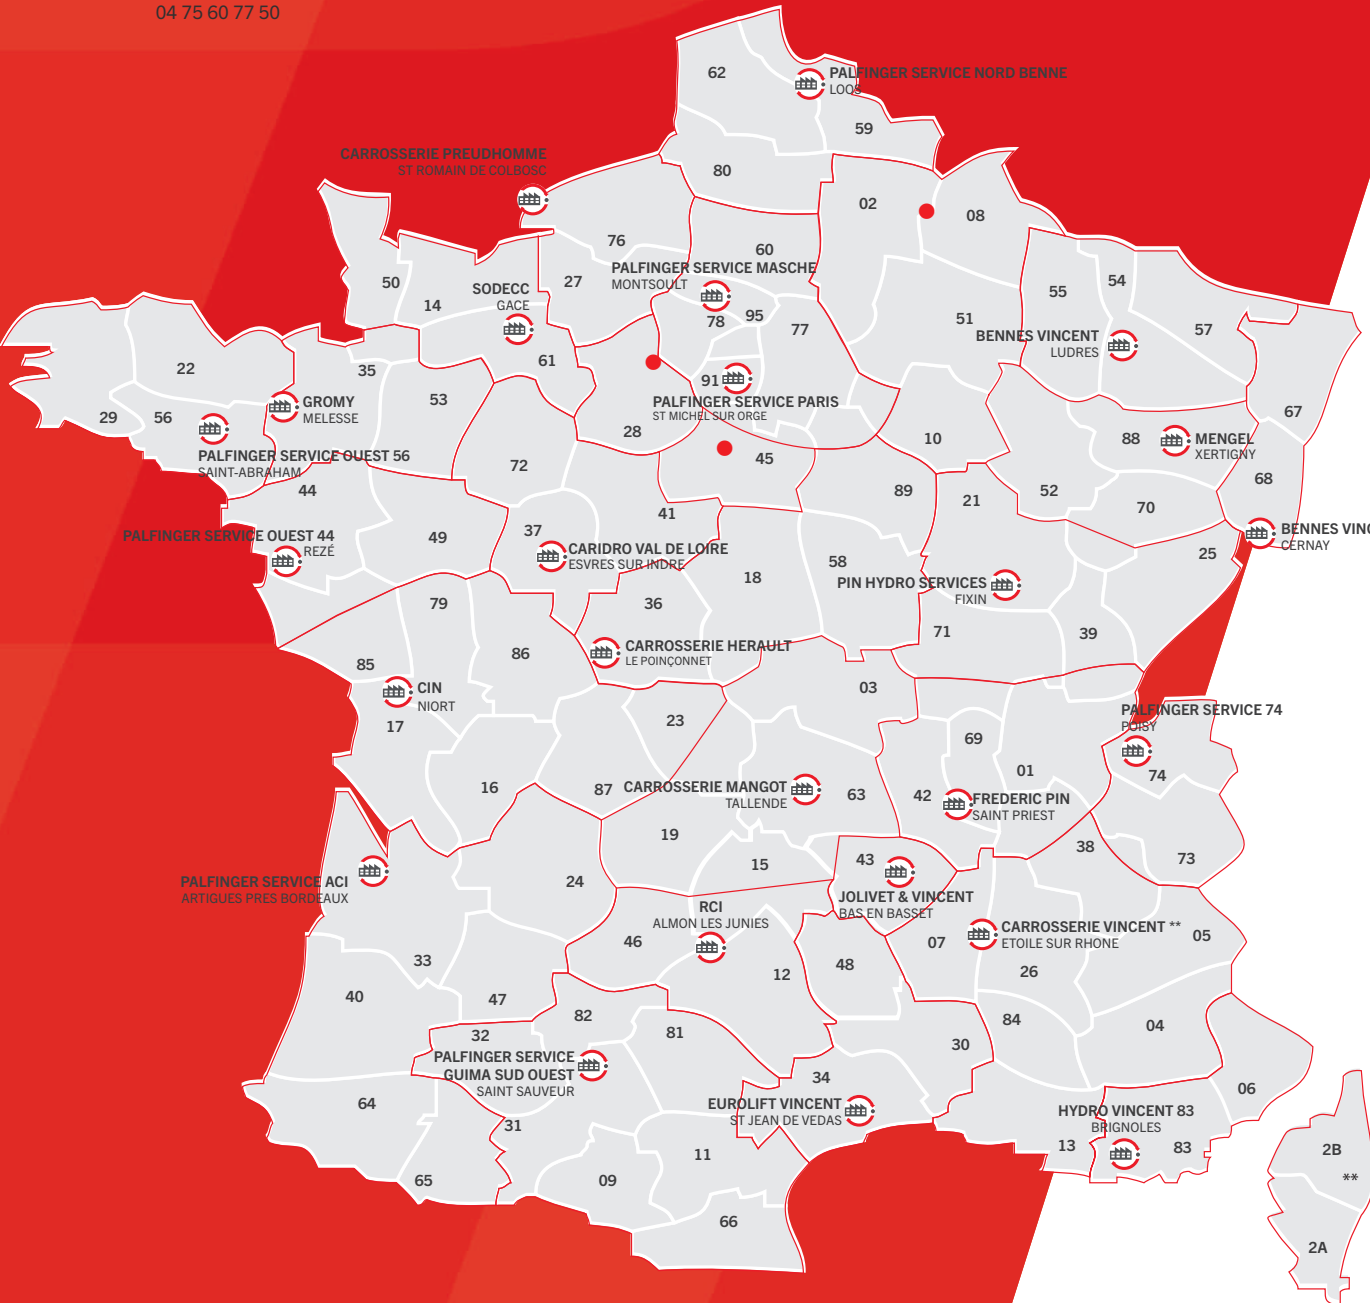 04 75 60 77 50
62
PALFINGER SERVICE NORD BENNE
LOOS
59
CARROSSERIE PREUDHOMME
ST ROMAIN DE COLBOSC
80
02
08
76
60
50
14
SODECC
GACE
27
PALFINGER SERVICE MASCHE
MONTSOULT
78
95
77
51
55
54
57
BENNES VINCENT
LUDRES
22
35
61
53
29
56
GROMY
MELESSE
91
PALFINGER SERVICE PARIS
ST MICHEL SUR ORGE
28
10
88
MENGEL
XERTIGNY
67
PALFINGER SERVICE OUEST 56
SAINT-ABRAHAM
72
45
44
89
21
52
70
68
41
PALFINGER SERVICE OUEST 44
REZÉ
49
37
CARIDRO VAL DE LOIRE
ESVRES SUR INDRE
BENNES VINC
CERNAY
25
18
58
PIN HYDRO SERVICES
FIXIN
79
36
71
39
86
CARROSSERIE HERAULT
LE POINÇONNET
85
CIN
NIORT
03
17
23
PALFINGER SERVICE 74
POISY
69
01
74
16
87
CARROSSERIE MANGOT
TALLENDE
63
42
FREDERIC PIN
SAINT PRIEST
19
15
43
38
73
PALFINGER SERVICE ACI
ARTIGUES PRES BORDEAUX
24
JOLIVET & VINCENT
BAS EN BASSET
RCI
ALMON LES JUNIES
CARROSSERIE VINCENT **
ETOILE SUR RHONE
46
07
05
33
12
48
26
40
47
82
84
04
32
81
30
PALFINGER SERVICE
GUIMA SUD OUEST
SAINT SAUVEUR
34
06
64
EUROLIFT VINCENT
ST JEAN DE VEDAS
HYDRO VINCENT 83
BRIGNOLES
31
11
13
83
2B
**
65
09
66
2A